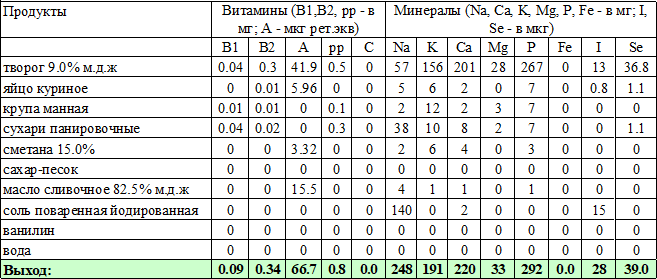 Продукты Витамины (B1,B2, pp - в мг; A - мкг рет.экв) Минералы (Na, Ca, K, Mg, P, Fe - в мг; I, Se - в мкг)
B1 B2 A pp C Na K Ca Mg P Fe I Se
творог 9.0% м.д.ж 0.04 0.3 41.9 0.5 0 57 156 201 28 267 0 13 36.8
яйцо куриное 0 0.01 5.96 0 0 5 6 2 0 7 0 0.8 1.1
крупа манная 0.01 0.01 0 0.1 0 2 12 2 3 7 0 0 0
сухари панировочные 0.04 0.02 0 0.3 0 38 10 8 2 7 0 0 1.1
сметана 15.0% 0 0 3.32 0 0 2 6 4 0 3 0 0 0
сахар-песок 0 0 0 0 0 0 0 0 0 0 0 0 0
масло сливочное 82.5% м.д.ж 0 0 15.5 0 0 4 1 1 0 1 0 0 0
соль поваренная йодированная 0 0 0 0 0 140 0 2 0 0 0 15 0
ванилин 0 0 0 0 0 0 0 0 0 0 0 0 0
вода 0 0 0 0 0 0 0 0 0 0 0 0 0
Выход: 0.09 0.34 66.7 0.8 0.0 248 191 220 33 292 0.0 28 39.0